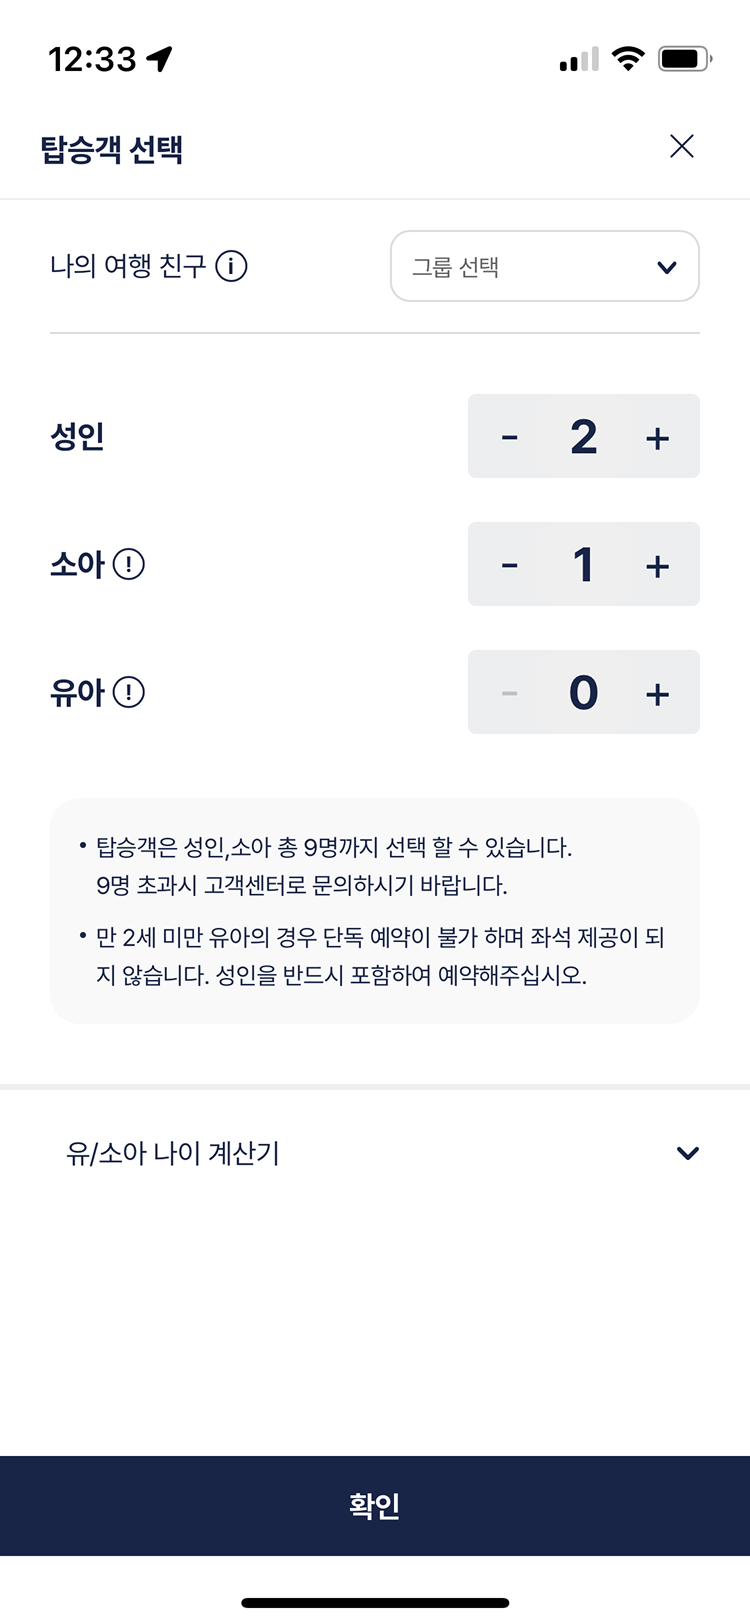 12:33
탑승객 선택
나의 여행 친구
그룹 선택
성인
- 2 +
소아
- 1 +
유아
- 0 +
• 탑승객은 성인,소아 총 9명까지 선택 할 수 있습니다.
9명 초과시 고객센터로 문의하시기 바랍니다.
• 만 2세 미만 유아의 경우 단독 예약이 불가 하며 좌석 제공이 되
지 않습니다. 성인을 반드시 포함하여 예약해주십시오.
유/소아 나이 계산기
확인